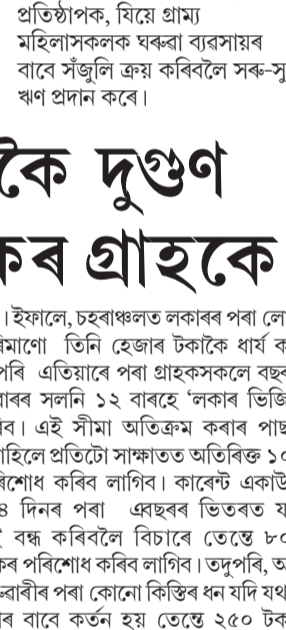 প্ৰতিষ্ঠাপক, যিয়ে গ্ৰাম্য
মহিলাসকলক ঘৰুৱা ব্যৱসায়ৰ
বাবে সঁজুলি ক্ৰয় কৰিবলৈ সৰু-সু
ঋণ প্ৰদান কৰে।
কৈ দুগুণ
কৰ গ্ৰাহকে
। ইফালে, চহৰাঞ্চলত লকাৰৰ পৰা লো
তিনি হেজাৰ টকাকৈ ধাৰ্য ক
এতিয়াৰে পৰা গ্ৰাহকসকলে বছৰ
সলনি ১২ বাৰহে ‘লকাৰ ভিজি
এই সীমা অতিক্ৰম কৰাৰ পাছ
প্ৰতিটো সাক্ষাতত অতিৰিক্ত ১০
কৰিব লাগিব। কাৰেন্ট একাউ
৪ দিনৰ পৰা এবছৰৰ ভিতৰত য
বন্ধ কৰিবলৈ বিচাৰে তেন্তে ৮০
কৰ পৰিশোধ কৰিব লাগিব। তদুপৰি, অ
ৱাৰীৰ পৰা কোনো কিস্তিৰ ধন যদি যথ
ৰ বাবে কৰ্তন হয় তেন্তে ২৫০ টক